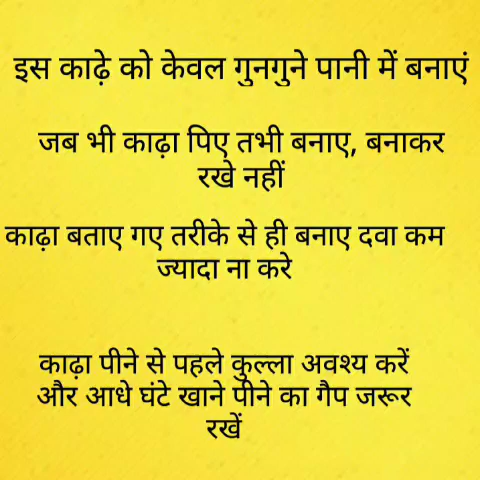 इस काढ़े को केवल गुनगुने पानी में बनाएं
जब भी काढ़ा पिए तभी बनाए, बनाकर
रखे नहीं
काढ़ा बताए गए तरीके से ही बनाए दवा कम
ज्यादा ना करे
काढ़ा पीने से पहले कुल्ला अवश्य करें
और आधे घंटे खाने पीने का गैप जरूर
रखें